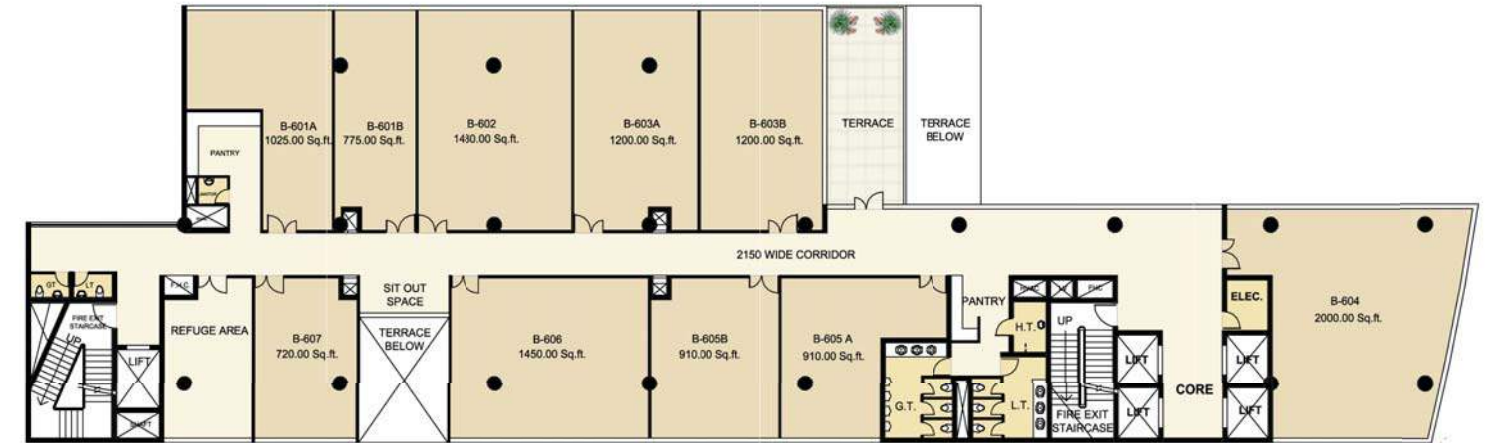 B-601A
1025.00 Sq.ft.
B-601B
775.00 Sq.ft.
B-602
1480.00 Sq.ft.
B-603A
1200.00 Sq.ft.
B-603B
1200.00 Sq.ft.
TERRACE
TERRACE
BELOW
PANTRY
2150 WIDE CORRIDOR
GT
LT
F.H.C.
FIRE EXIT
STAIRCASE
UP
LIFT
SHAFT
REFUGE AREA
B-607
720.00 Sq.ft.
SIT OUT
SPACE
TERRACE
BELOW
B-606
1450.00 Sq.ft.
B-605B
910.00 Sq.ft.
B-605 A
910.00 Sq.ft.
PANTRY
FHC
H.T.
UP
G.T.
L.T.
FIRE EXIT
STAIRCASE
LIFT
LIFT
CORE
LIFT
LIFT
ELEC.
B-604
2000.00 Sq.ft.